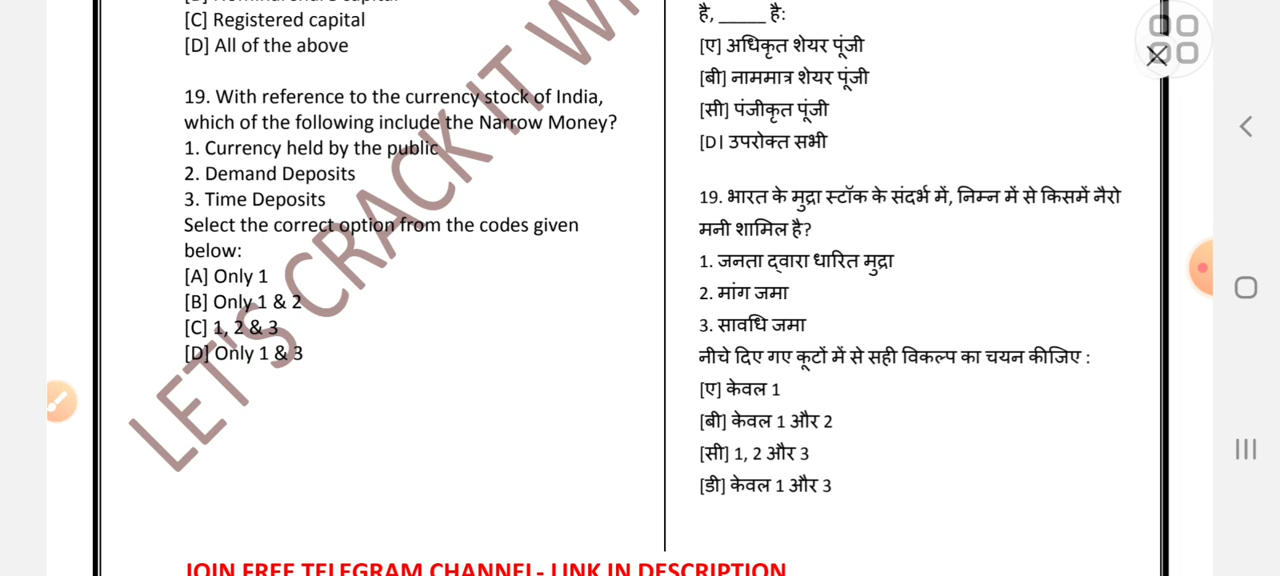 [C] Registered capital
[D] All of the above
19. With reference to the currency stock of India,
which of the following include the Narrow Money?
1. Currency held by the public
2. Demand Deposits
3. Time Deposits
Select the correct option from the codes given
below:
[A] Only 1
[B] Only 1 & 2
[C] 1, 2 & 3
[D] Only 1 & 3
है, _____ है:
[ए] अधिकृत शेयर पूंजी
[बी] नाममात्र शेयर पूंजी
[सी] पंजीकृत पूंजी
[D] उपरोक्त सभी
19. भारत के मुद्रा स्टॉक के संदर्भ में, निम्न में से किसमें नैरो
मनी शामिल है?
1. जनता द्वारा धारित मुद्रा
2. मांग जमा
3. सावधि जमा
नीचे दिए गए कूटों में से सही विकल्प का चयन कीजिए :
[ए] केवल 1
[बी] केवल 1 और 2
[सी] 1, 2 और 3
[डी] केवल 1 और 3
LET'S CRACK IT
JOIN FREE TELEGRAM CHANNEL- LINK IN DESCRIPTION